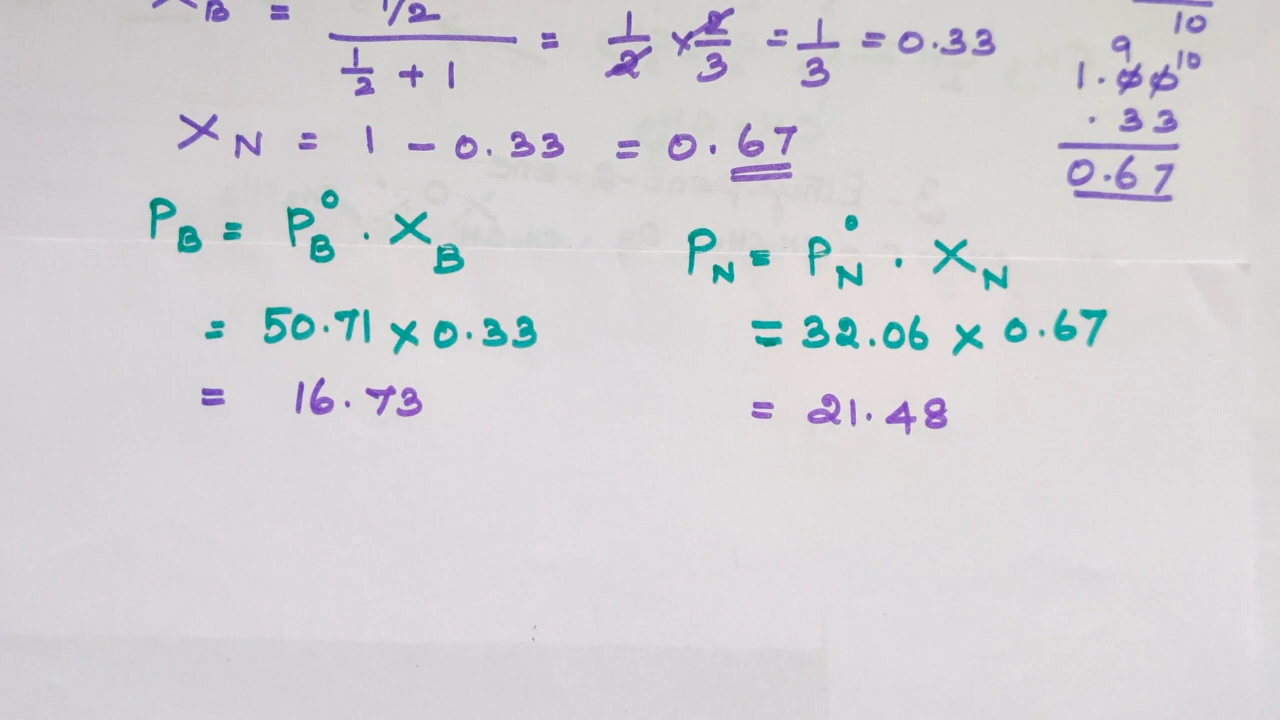 X_B = 1/2 / (1/2 + 1) = 1/2 × 2/3 = 1/3 = 0.33
X_N = 1 - 0.33 = 0.67
10
9 10
1.00
.33
0.67
P_B = P°_B . X_B
= 50.71 × 0.33
= 16.73
P_N = P°_N . X_N
= 32.06 × 0.67
= 21.48